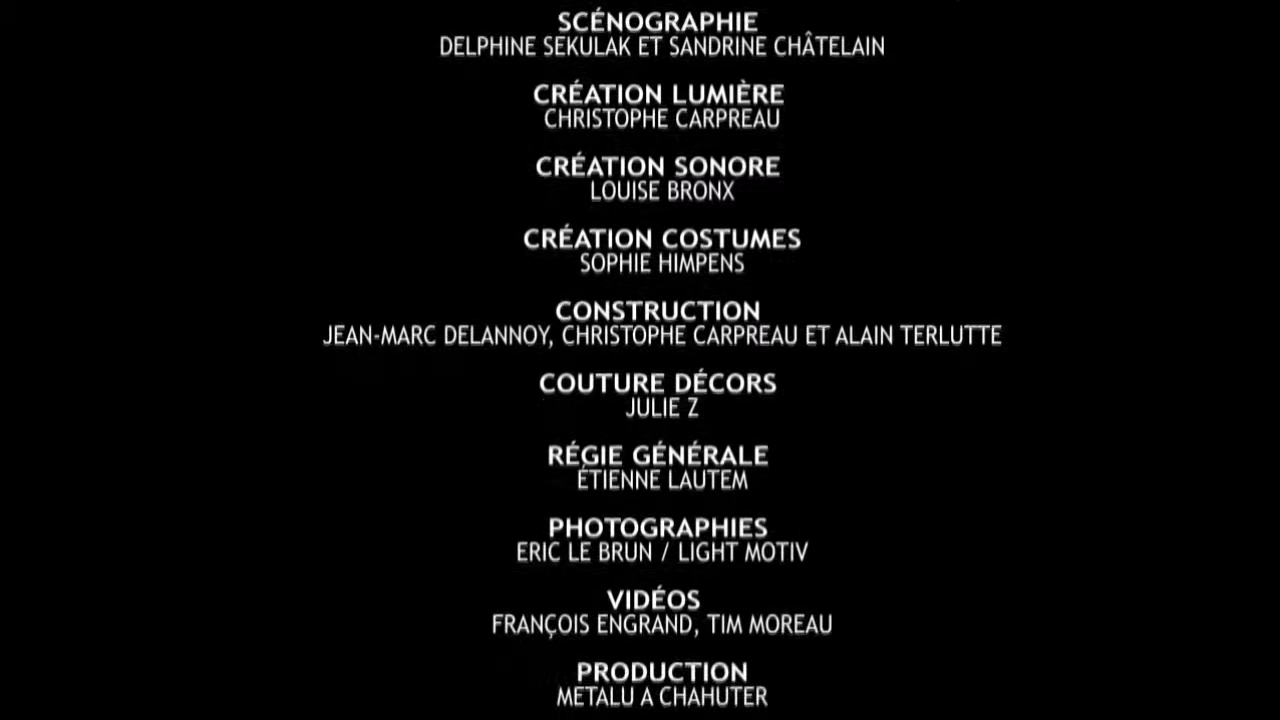 SCÉNOGRAPHIE
DELPHINE SEKULAK ET SANDRINE CHÂTELAIN
CRÉATION LUMIÈRE
CHRISTOPHE CARPREAU
CRÉATION SONORE
LOUISE BRONX
CRÉATION COSTUMES
SOPHIE HIMPENS
CONSTRUCTION
JEAN-MARC DELANNOY, CHRISTOPHE CARPREAU ET ALAIN TERLUTTE
COUTURE DÉCORS
JULIE Z
RÉGIE GÉNÉRALE
ÉTIENNE LAUTEM
PHOTOGRAPHIES
ERIC LE BRUN / LIGHT MOTIV
VIDÉOS
FRANÇOIS ENGRAND, TIM MOREAU
PRODUCTION
METALU A CHAHUTER